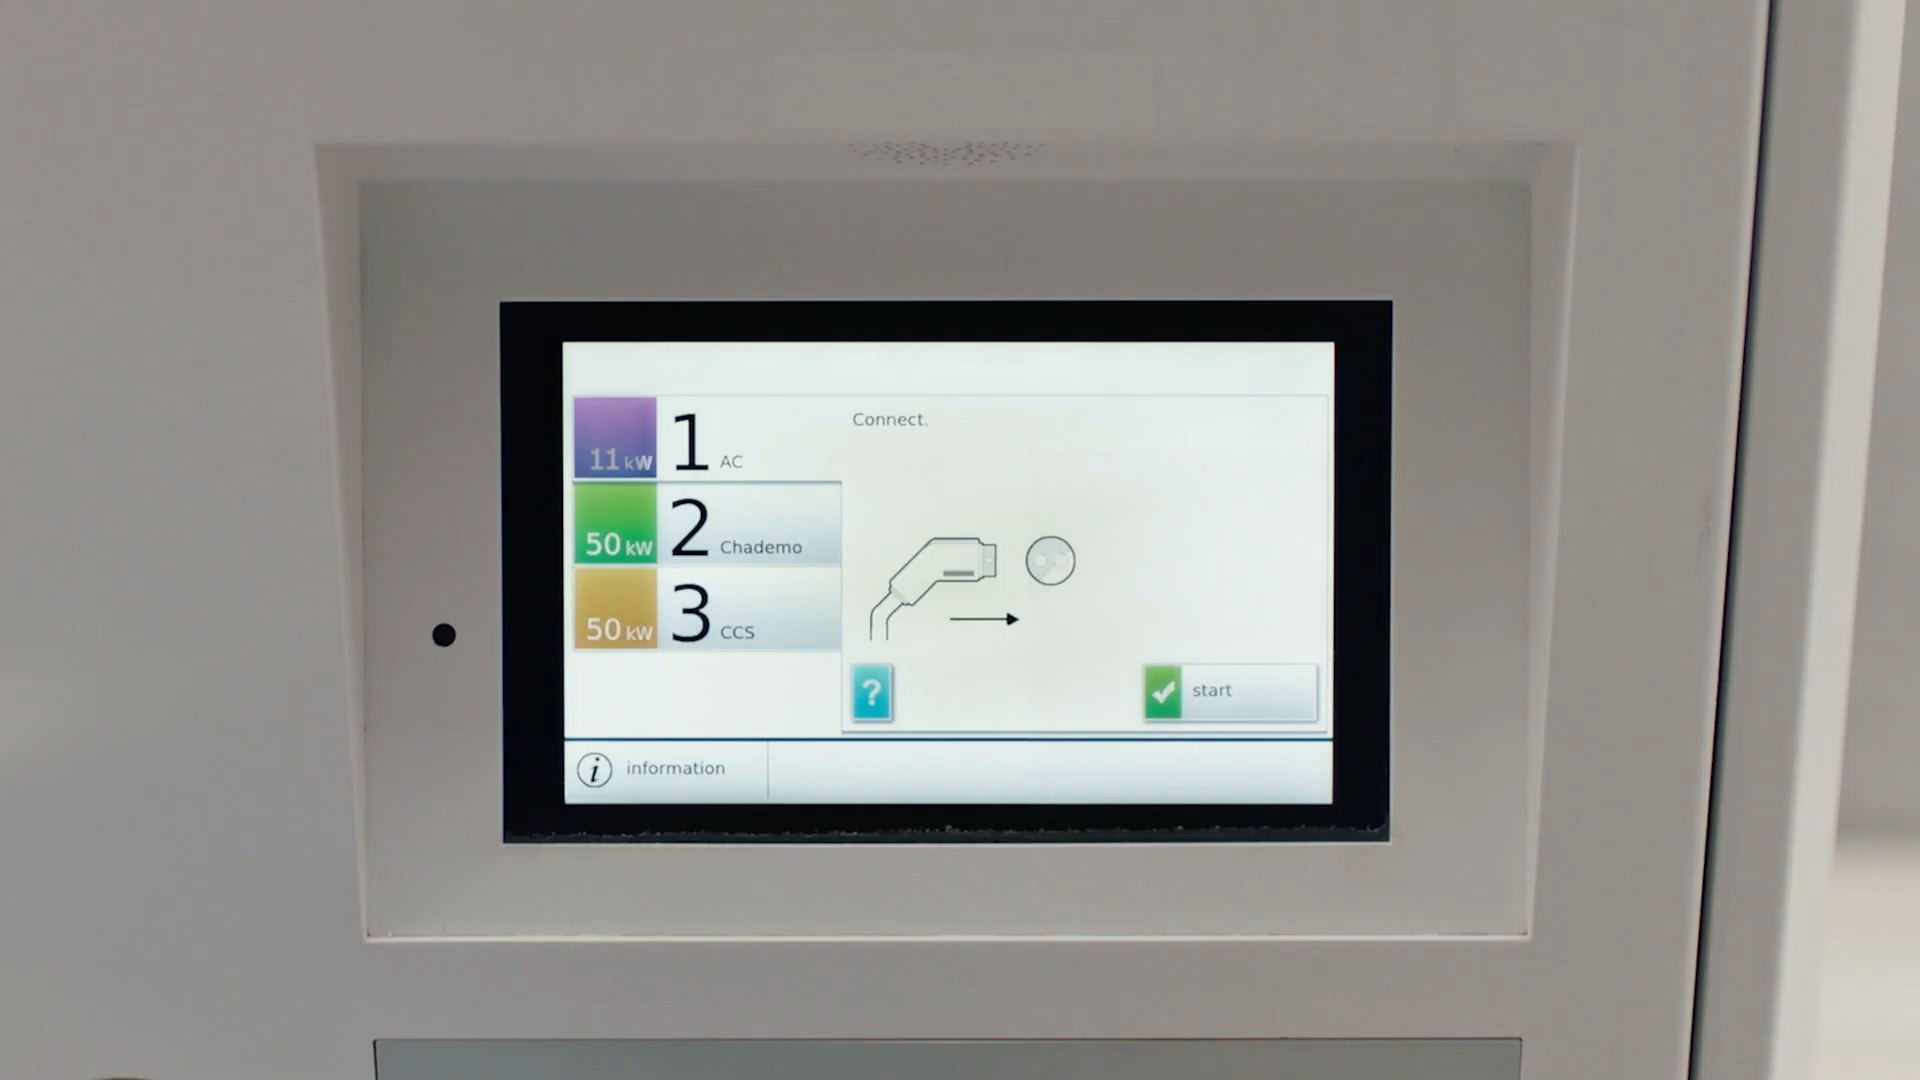 11 kW 1 AC
50 kW 2 Chademo
50 kW 3 CCS
Connect.
?
start
i information